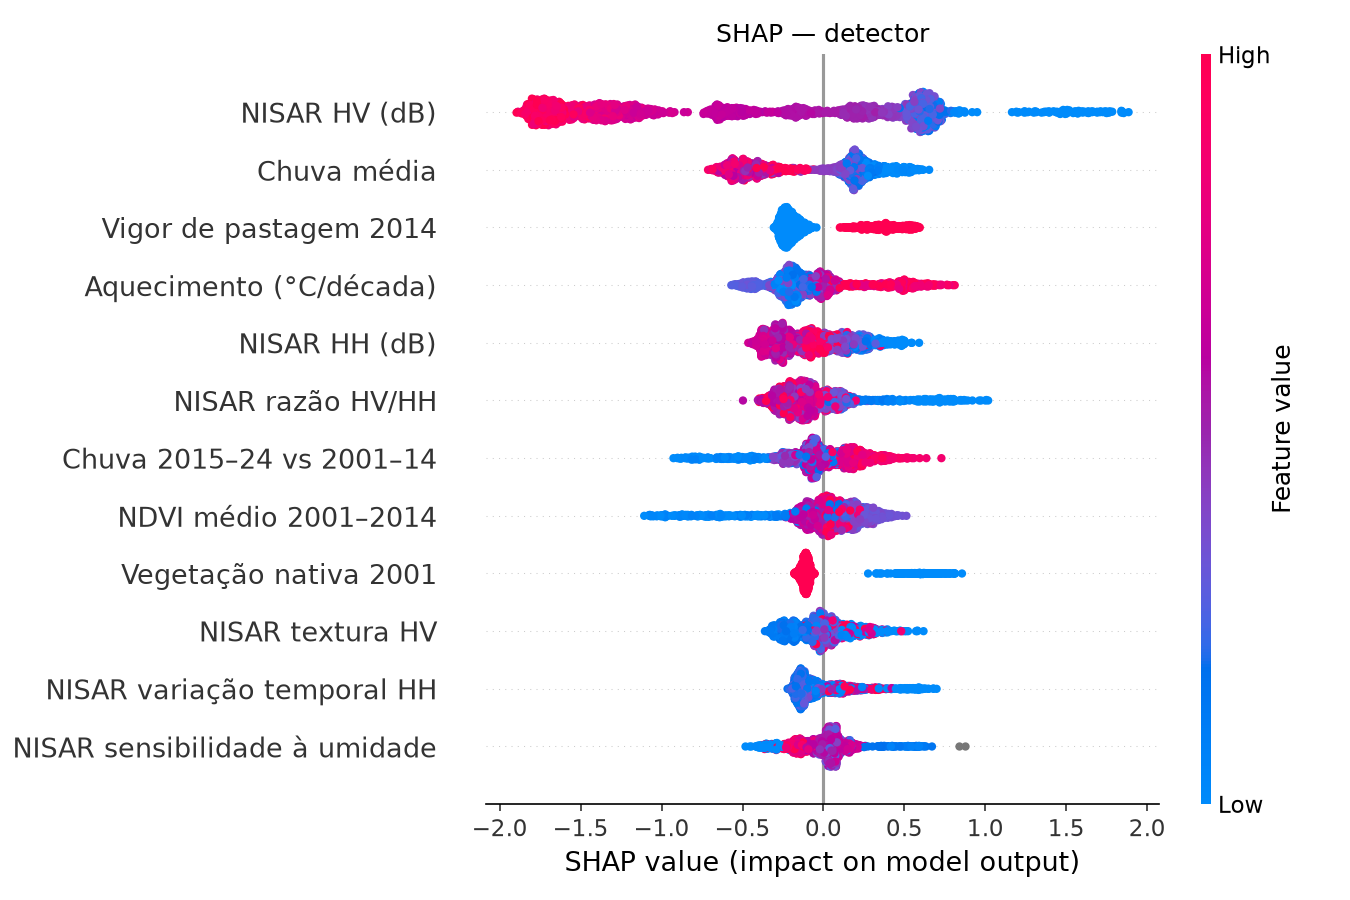 SHAP — detector
High
NISAR HV (dB)
Chuva média
Vigor de pastagem 2014
Aquecimento (°C/década)
NISAR HH (dB)
NISAR razão HV/HH
Chuva 2015–24 vs 2001–14
NDVI médio 2001–2014
Vegetação nativa 2001
NISAR textura HV
NISAR variação temporal HH
NISAR sensibilidade à umidade
Feature value
Low
−2.0 −1.5 −1.0 −0.5 0.0 0.5 1.0 1.5 2.0
SHAP value (impact on model output)